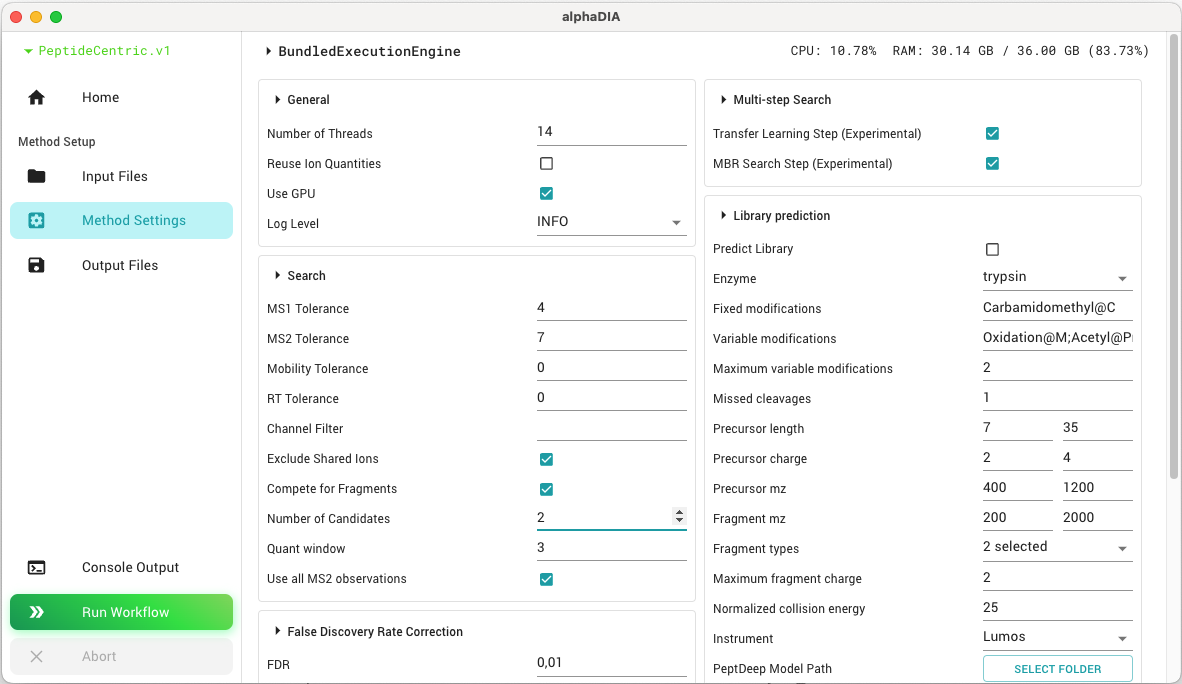 alphaDIA
PeptideCentric.v1
BundledExecutionEngine
CPU: 10.78% RAM: 30.14 GB / 36.00 GB (83.73%)
Home
Method Setup
Input Files
Method Settings
Output Files
Console Output
Run Workflow
Abort
General
Number of Threads 14
Reuse Ion Quantities
Use GPU
Log Level INFO
Search
MS1 Tolerance 4
MS2 Tolerance 7
Mobility Tolerance 0
RT Tolerance 0
Channel Filter
Exclude Shared Ions
Compete for Fragments
Number of Candidates 2
Quant window 3
Use all MS2 observations
False Discovery Rate Correction
FDR 0,01
Multi-step Search
Transfer Learning Step (Experimental)
MBR Search Step (Experimental)
Library prediction
Predict Library
Enzyme trypsin
Fixed modifications Carbamidomethyl@C
Variable modifications Oxidation@M;Acetyl@P
Maximum variable modifications 2
Missed cleavages 1
Precursor length 7 35
Precursor charge 2 4
Precursor mz 400 1200
Fragment mz 200 2000
Fragment types 2 selected
Maximum fragment charge 2
Normalized collision energy 25
Instrument Lumos
PeptDeep Model Path SELECT FOLDER